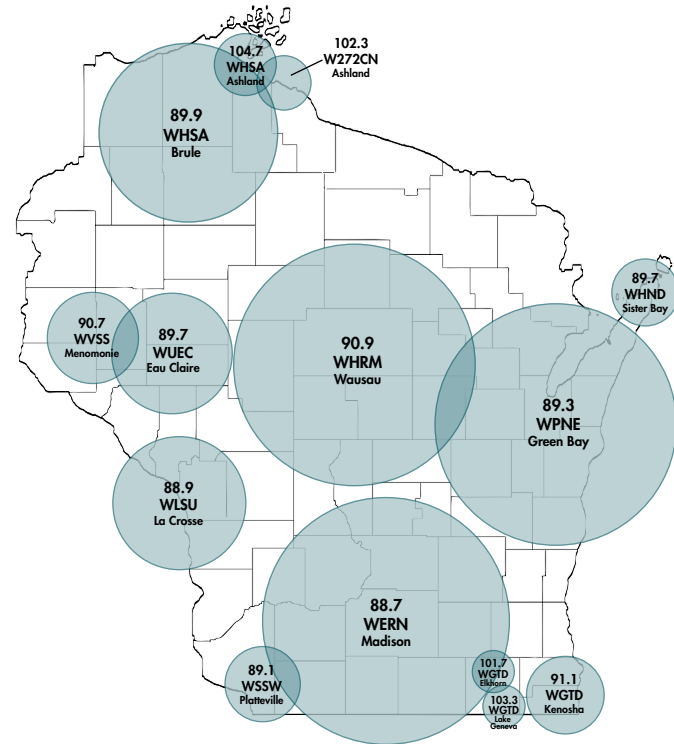 104.7
WHSA
Ashland
102.3
W272CN
Ashland
89.9
WHSA
Brule
89.7
WHND
Sister Bay
90.7
WVSS
Menomonie
89.7
WUEC
Eau Claire
90.9
WHRM
Wausau
89.3
WPNE
Green Bay
88.9
WLSU
La Crosse
88.7
WERN
Madison
89.1
WSSW
Platteville
101.7
WGTD
Elkhorn
103.3
WGTD
Lake
Geneva
91.1
WGTD
Kenosha